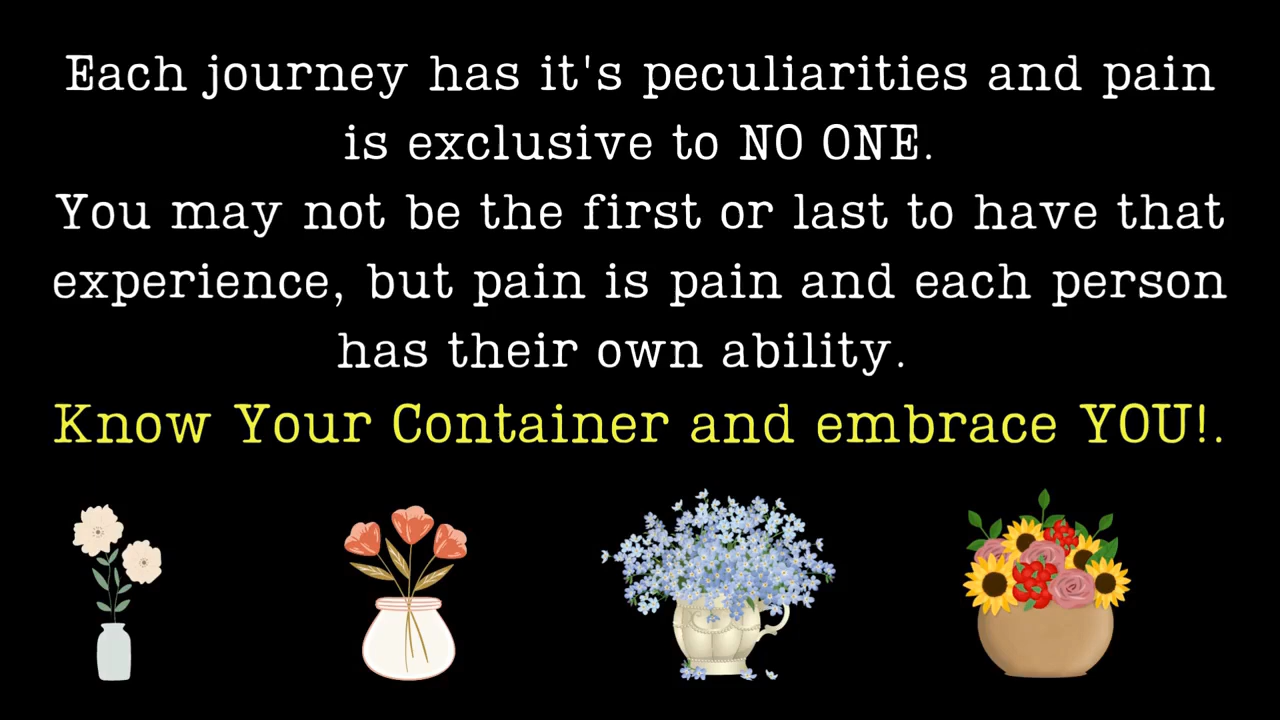 Each journey has it's peculiarities and pain
is exclusive to NO ONE.
You may not be the first or last to have that
experience, but pain is pain and each person
has their own ability.
Know Your Container and embrace YOU!.